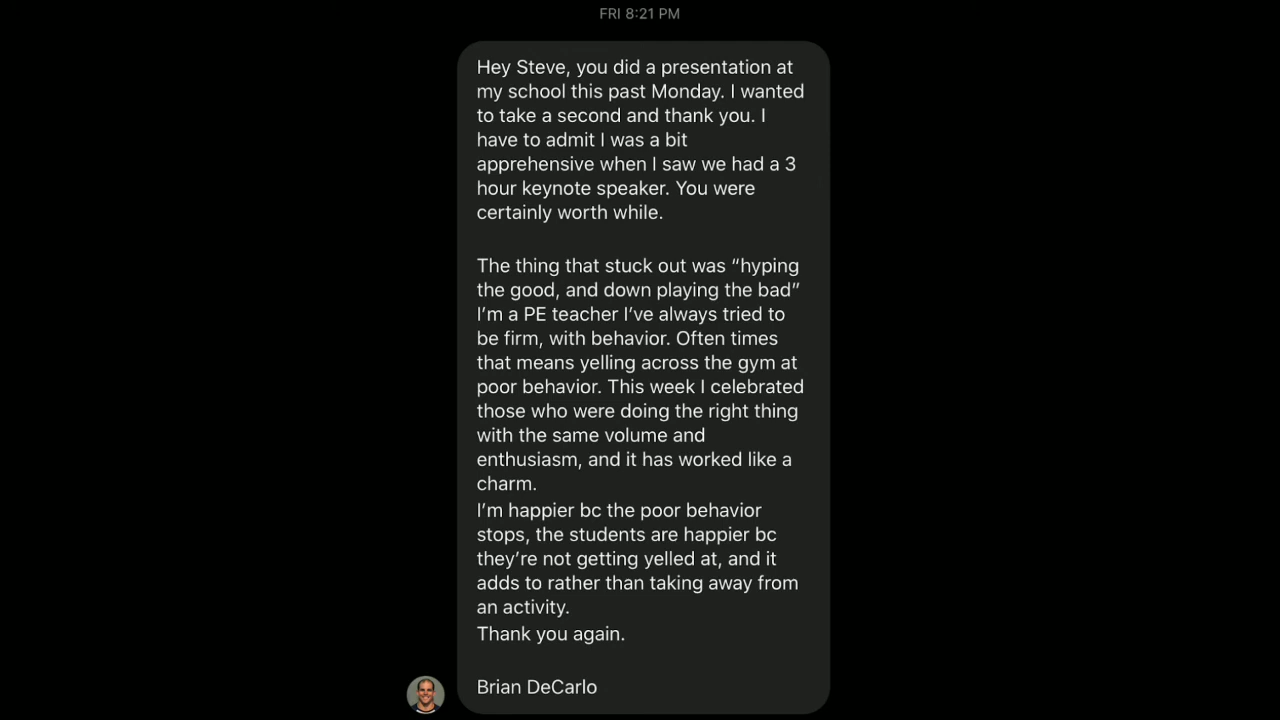 FRI 8:21 PM
Hey Steve, you did a presentation at
my school this past Monday. I wanted
to take a second and thank you. I
have to admit I was a bit
apprehensive when I saw we had a 3
hour keynote speaker. You were
certainly worth while.
The thing that stuck out was “hyping
the good, and down playing the bad”
I’m a PE teacher I’ve always tried to
be firm, with behavior. Often times
that means yelling across the gym at
poor behavior. This week I celebrated
those who were doing the right thing
with the same volume and
enthusiasm, and it has worked like a
charm.
I’m happier bc the poor behavior
stops, the students are happier bc
they’re not getting yelled at, and it
adds to rather than taking away from
an activity.
Thank you again.
Brian DeCarlo